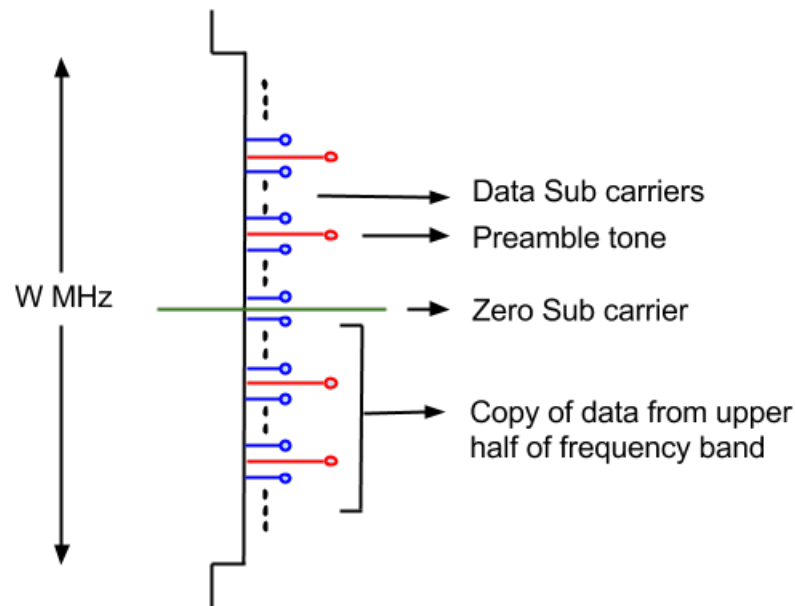 Data Sub carriers
Preamble tone
W MHz
Zero Sub carrier
Copy of data from upper
half of frequency band